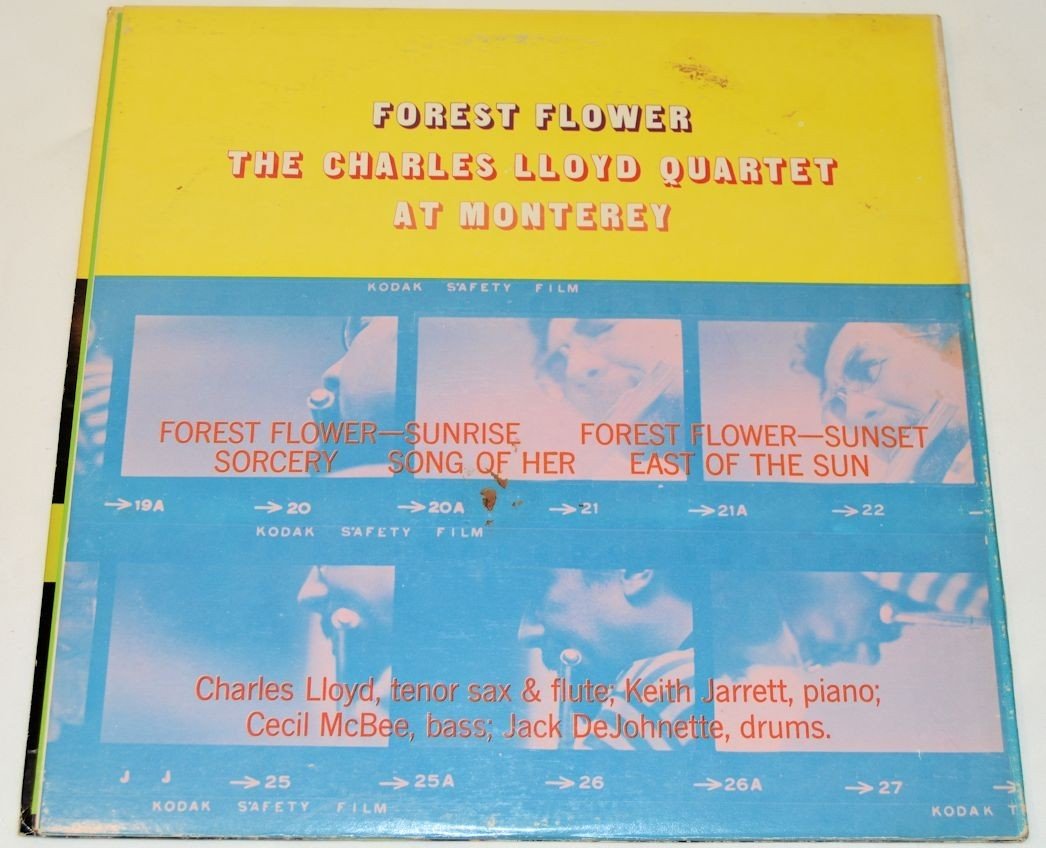 FOREST FLOWER
THE CHARLES LLOYD QUARTET
AT MONTEREY
KODAK SAFETY FILM
FOREST FLOWER—SUNRISE FOREST FLOWER—SUNSET
SORCERY SONG OF HER EAST OF THE SUN
→19A →20 →20A →21 →21A →22
KODAK SAFETY FILM
Charles Lloyd, tenor sax & flute; Keith Jarrett, piano;
Cecil McBee, bass; Jack DeJohnette, drums.
J J →25 →25A →26 →26A →27
KODAK SAFETY FILM KODAK T